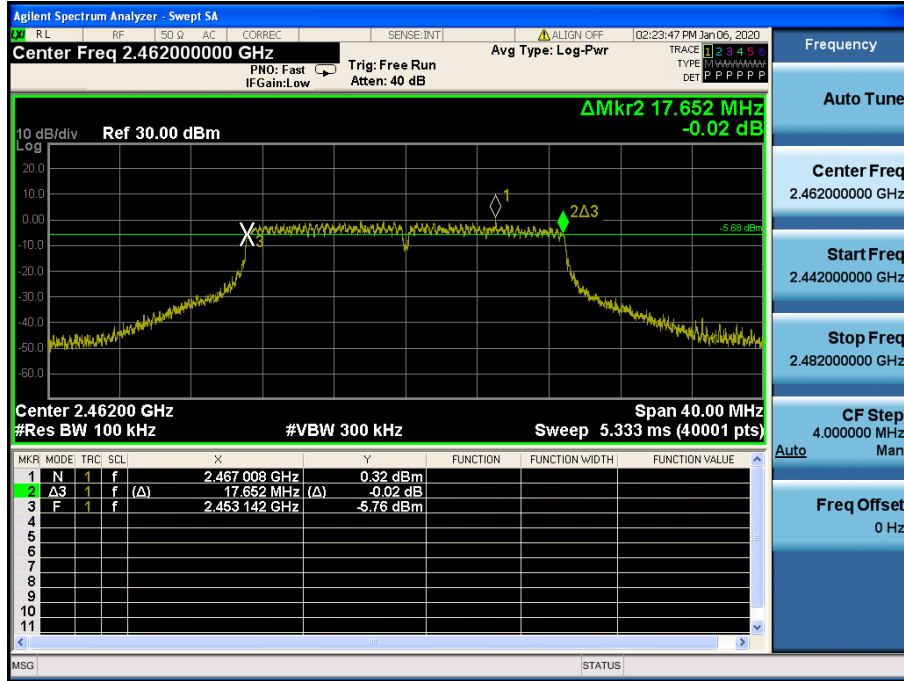 Agilent Spectrum Analyzer - Swept SA
LXI RL RF 50 Ω AC CORREC SENSE:INT ALIGN OFF 02:23:47 PM Jan 06, 2020
Center Freq 2.462000000 GHz
PNO: Fast
IFGain:Low
Trig: Free Run
Atten: 40 dB
Avg Type: Log-Pwr
TRACE 1 2 3 4 5 6
TYPE M WWWWW
DET P P P P P P
ΔMkr2 17.652 MHz
-0.02 dB
10 dB/div Ref 30.00 dBm
Log
20.0
10.0
0.00
-10.0
-20.0
-30.0
-40.0
-50.0
-60.0
1
2Δ3
3
-5.68 dBm
Center 2.46200 GHz Span 40.00 MHz
#Res BW 100 kHz #VBW 300 kHz Sweep 5.333 ms (40001 pts)
MKR MODE TRC SCL X Y FUNCTION FUNCTION WIDTH FUNCTION VALUE
1 N 1 f 2.467 008 GHz 0.32 dBm
2 Δ3 1 f (Δ) 17.652 MHz (Δ) -0.02 dB
3 F 1 f 2.453 142 GHz -5.76 dBm
4
5
6
7
8
9
10
11
MSG STATUS
Frequency
Auto Tune
Center Freq
2.462000000 GHz
Start Freq
2.442000000 GHz
Stop Freq
2.482000000 GHz
CF Step
4.000000 MHz
Auto Man
Freq Offset
0 Hz